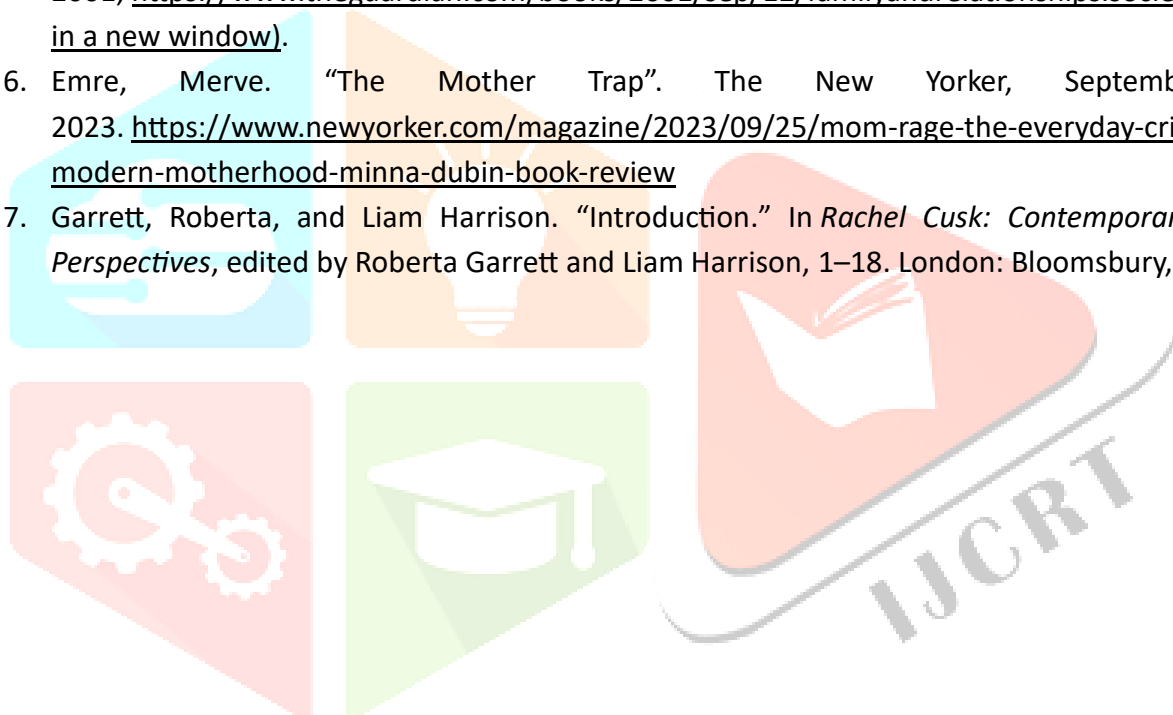 in a new window).
6. Emre, Merve. “The Mother Trap”. The New Yorker,
2023. https://www.newyorker.com/magazine/2023/09/25/mom-rage-the-everyday-cri
modern-motherhood-minna-dubin-book-review
7. Garrett, Roberta, and Liam Harrison. “Introduction.” In Rachel Cusk: Contemporar
Perspectives, edited by Roberta Garrett and Liam Harrison, 1–18. London: Bloomsbury,
IJCRT